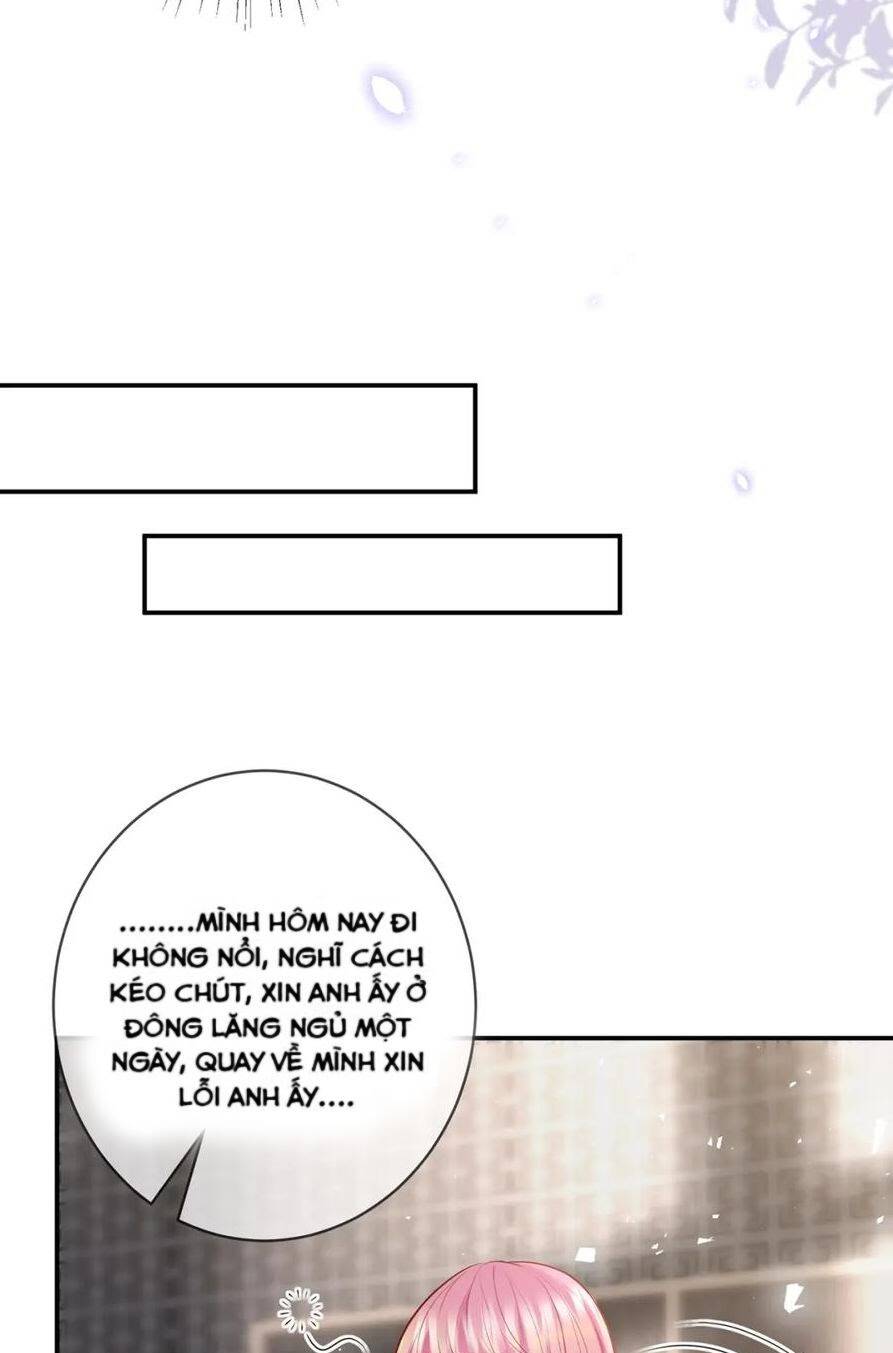 ........MÌNH HÔM NAY ĐI
KHÔNG NỔI, NGHĨ CÁCH
KÉO CHÚT, XIN ANH ẤY Ở
ĐÔNG LĂNG NGỦ MỘT
NGÀY, QUAY VỀ MÌNH XIN
LỖI ANH ẤY....